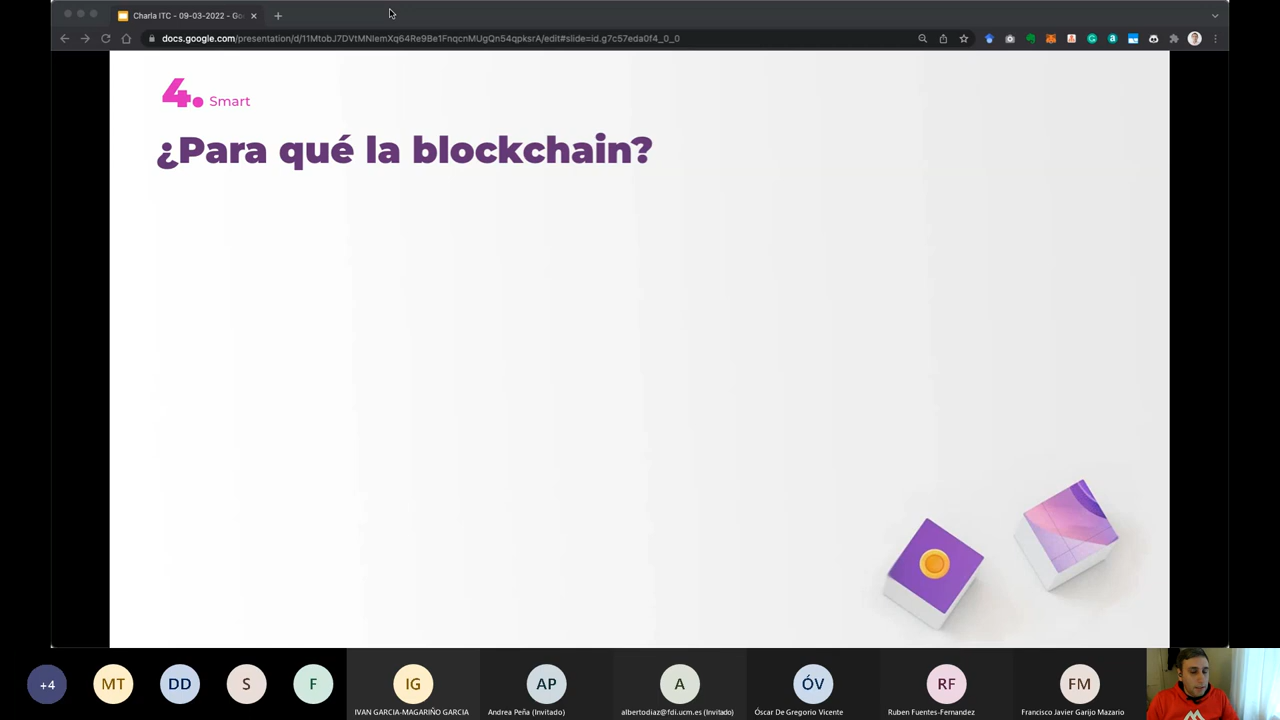 Charla ITC - 09-03-2022 - Go
docs.google.com/presentation/d/11MtobJ7DVtMNIemXq64Re9Be1FnqcnMUgQn54qpksrA/edit#slide=id.g7c57eda0f4_0_0
4. Smart
¿Para qué la blockchain?
+4
MT
DD
S
F
IG
AP
A
ÓV
RF
FM
IVAN GARCIA-MAGARIÑO GARCIA
Andrea Peña (Invitado)
albertodiaz@fdi.ucm.es (Invitado)
Óscar De Gregorio Vicente
Ruben Fuentes-Fernandez
Francisco Javier Garijo Mazario